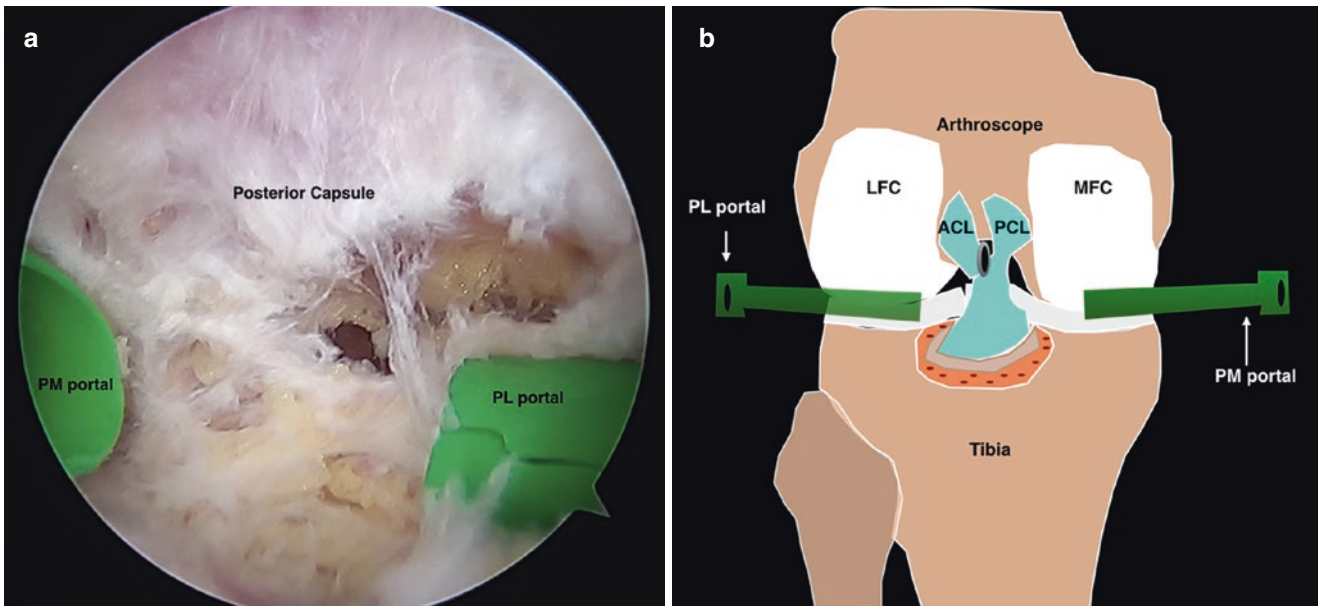 a
Posterior Capsule
PM portal
PL portal
b
Arthroscope
LFC
MFC
PL portal
ACL
PCL
PM portal
Tibia